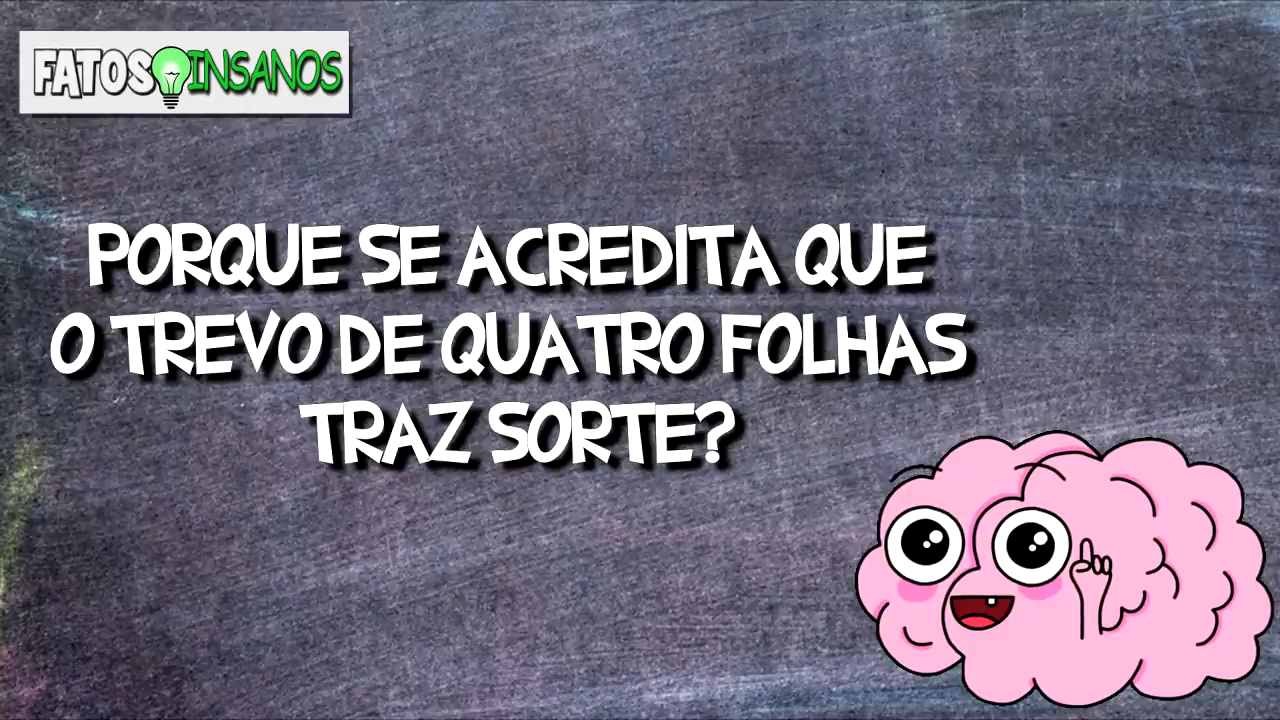 FATOS INSANOS
PORQUE SE ACREDITA QUE
O TREVO DE QUATRO FOLHAS
TRAZ SORTE?